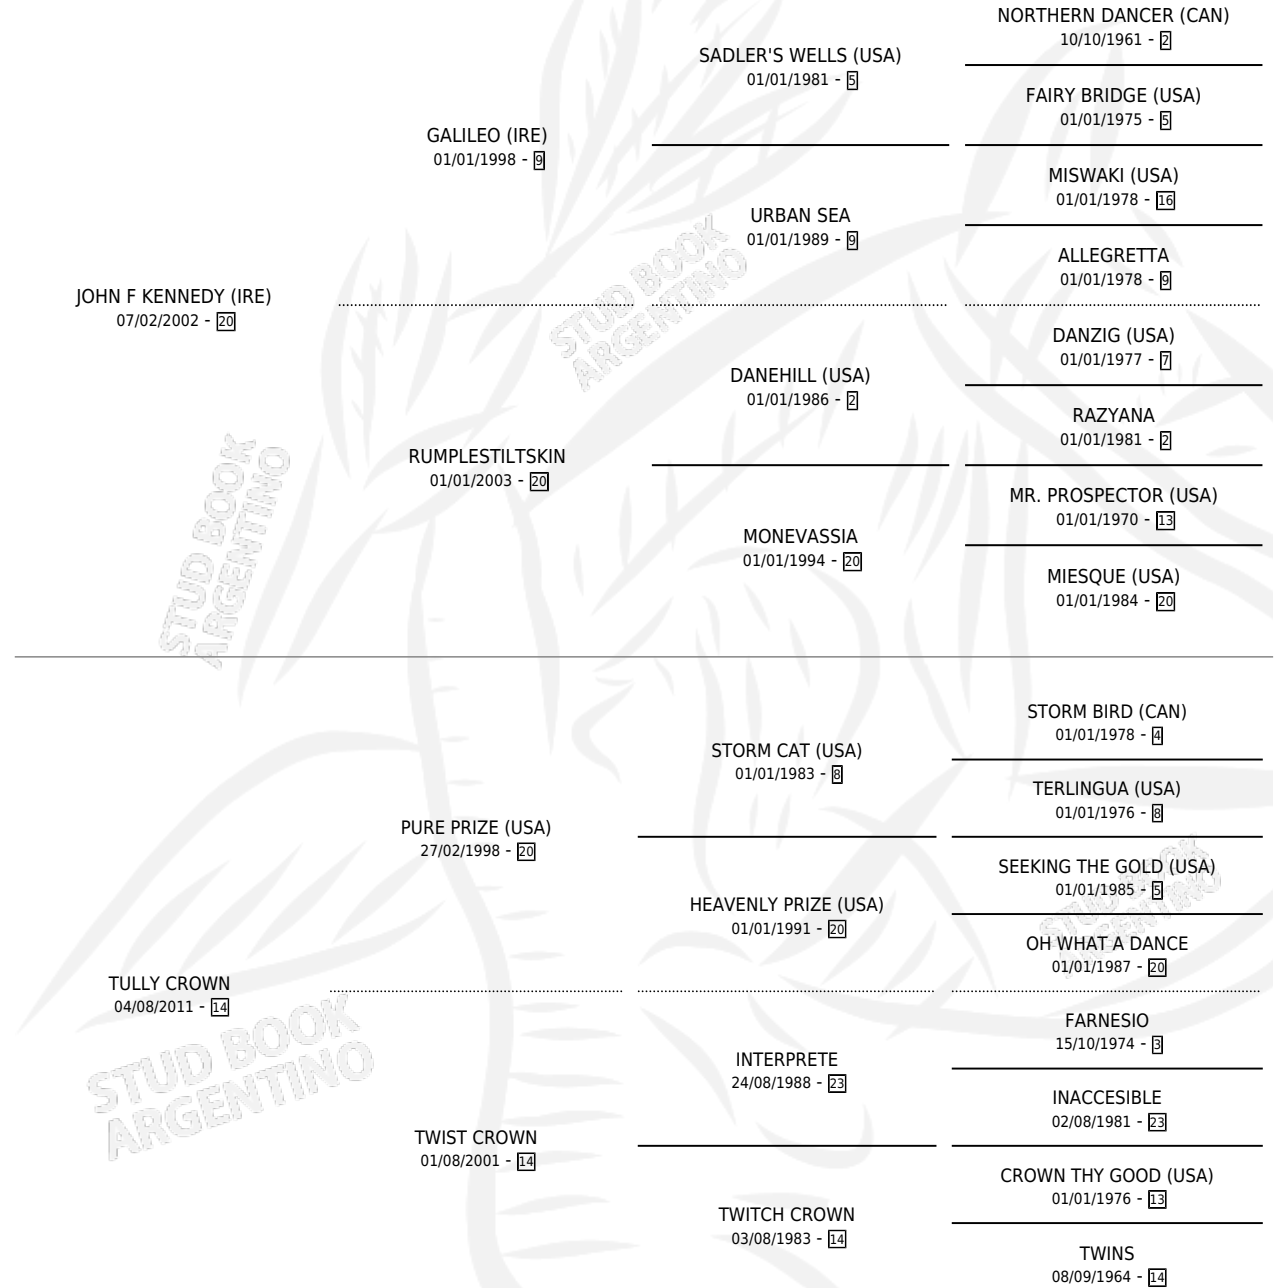 NORTHERN DANCER (CAN)
10/10/1961 - 2
SADLER'S WELLS (USA)
01/01/1981 - 5
FAIRY BRIDGE (USA)
01/01/1975 - 5
GALILEO (IRE)
01/01/1998 - 9
MISWAKI (USA)
01/01/1978 - 16
URBAN SEA
01/01/1989 - 9
ALLEGRETTA
01/01/1978 - 9
JOHN F KENNEDY (IRE)
07/02/2002 - 20
STUD BOOK
ARGENTINO
DANZIG (USA)
01/01/1977 - 7
DANEHILL (USA)
01/01/1986 - 2
RAZYANA
01/01/1981 - 2
RUMPLESTILTSKIN
01/01/2003 - 20
MR. PROSPECTOR (USA)
01/01/1970 - 13
MONEVASSIA
01/01/1994 - 20
MIESQUE (USA)
01/01/1984 - 20
STUD BOOK
ARGENTINO
STORM BIRD (CAN)
01/01/1978 - 4
STORM CAT (USA)
01/01/1983 - 8
TERLINGUA (USA)
01/01/1976 - 8
PURE PRIZE (USA)
27/02/1998 - 20
SEEKING THE GOLD (USA)
01/01/1985 - 5
HEAVENLY PRIZE (USA)
01/01/1991 - 20
STUD BOOK
ARGENTINO
OH WHAT A DANCE
01/01/1987 - 20
TULLY CROWN
04/08/2011 - 14
FARNESIO
15/10/1974 - 3
INTERPRETE
24/08/1988 - 23
INACCESIBLE
02/08/1981 - 23
STUD BOOK
ARGENTINO
TWIST CROWN
01/08/2001 - 14
CROWN THY GOOD (USA)
01/01/1976 - 13
TWITCH CROWN
03/08/1983 - 14
TWINS
08/09/1964 - 14